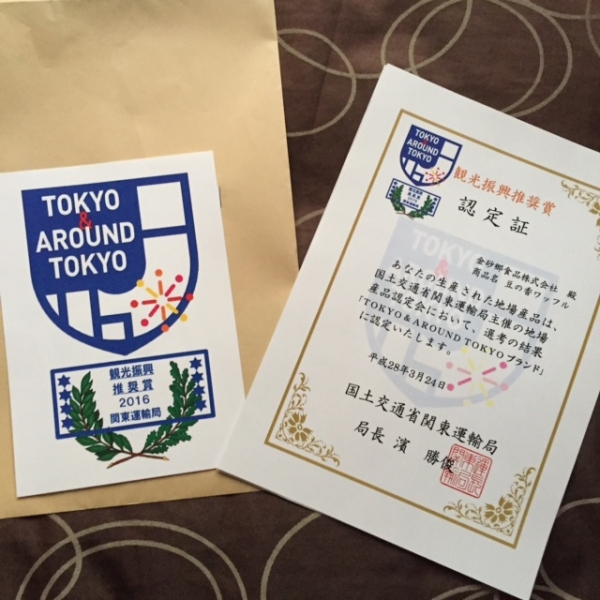 TOKYO
&
AROUND
TOKYO
観光振興
推奨賞
2016
関東運輸局
TOKYO
&
AROUND
TOKYO
観光振興推奨賞
認定証
金砂郷食品株式会社 殿
商品名 豆の香ワッフル
あなたの生産された地場産品は、
国土交通省関東運輸局主催の地場
産品認定会において、選考の結果
「TOKYO&AROUND TOKYOブランド」
に認定いたします。
平成28年3月24日
国土交通省関東運輸局
局長 濱 勝俊
TOKYO
&
AROUND
TOKYO